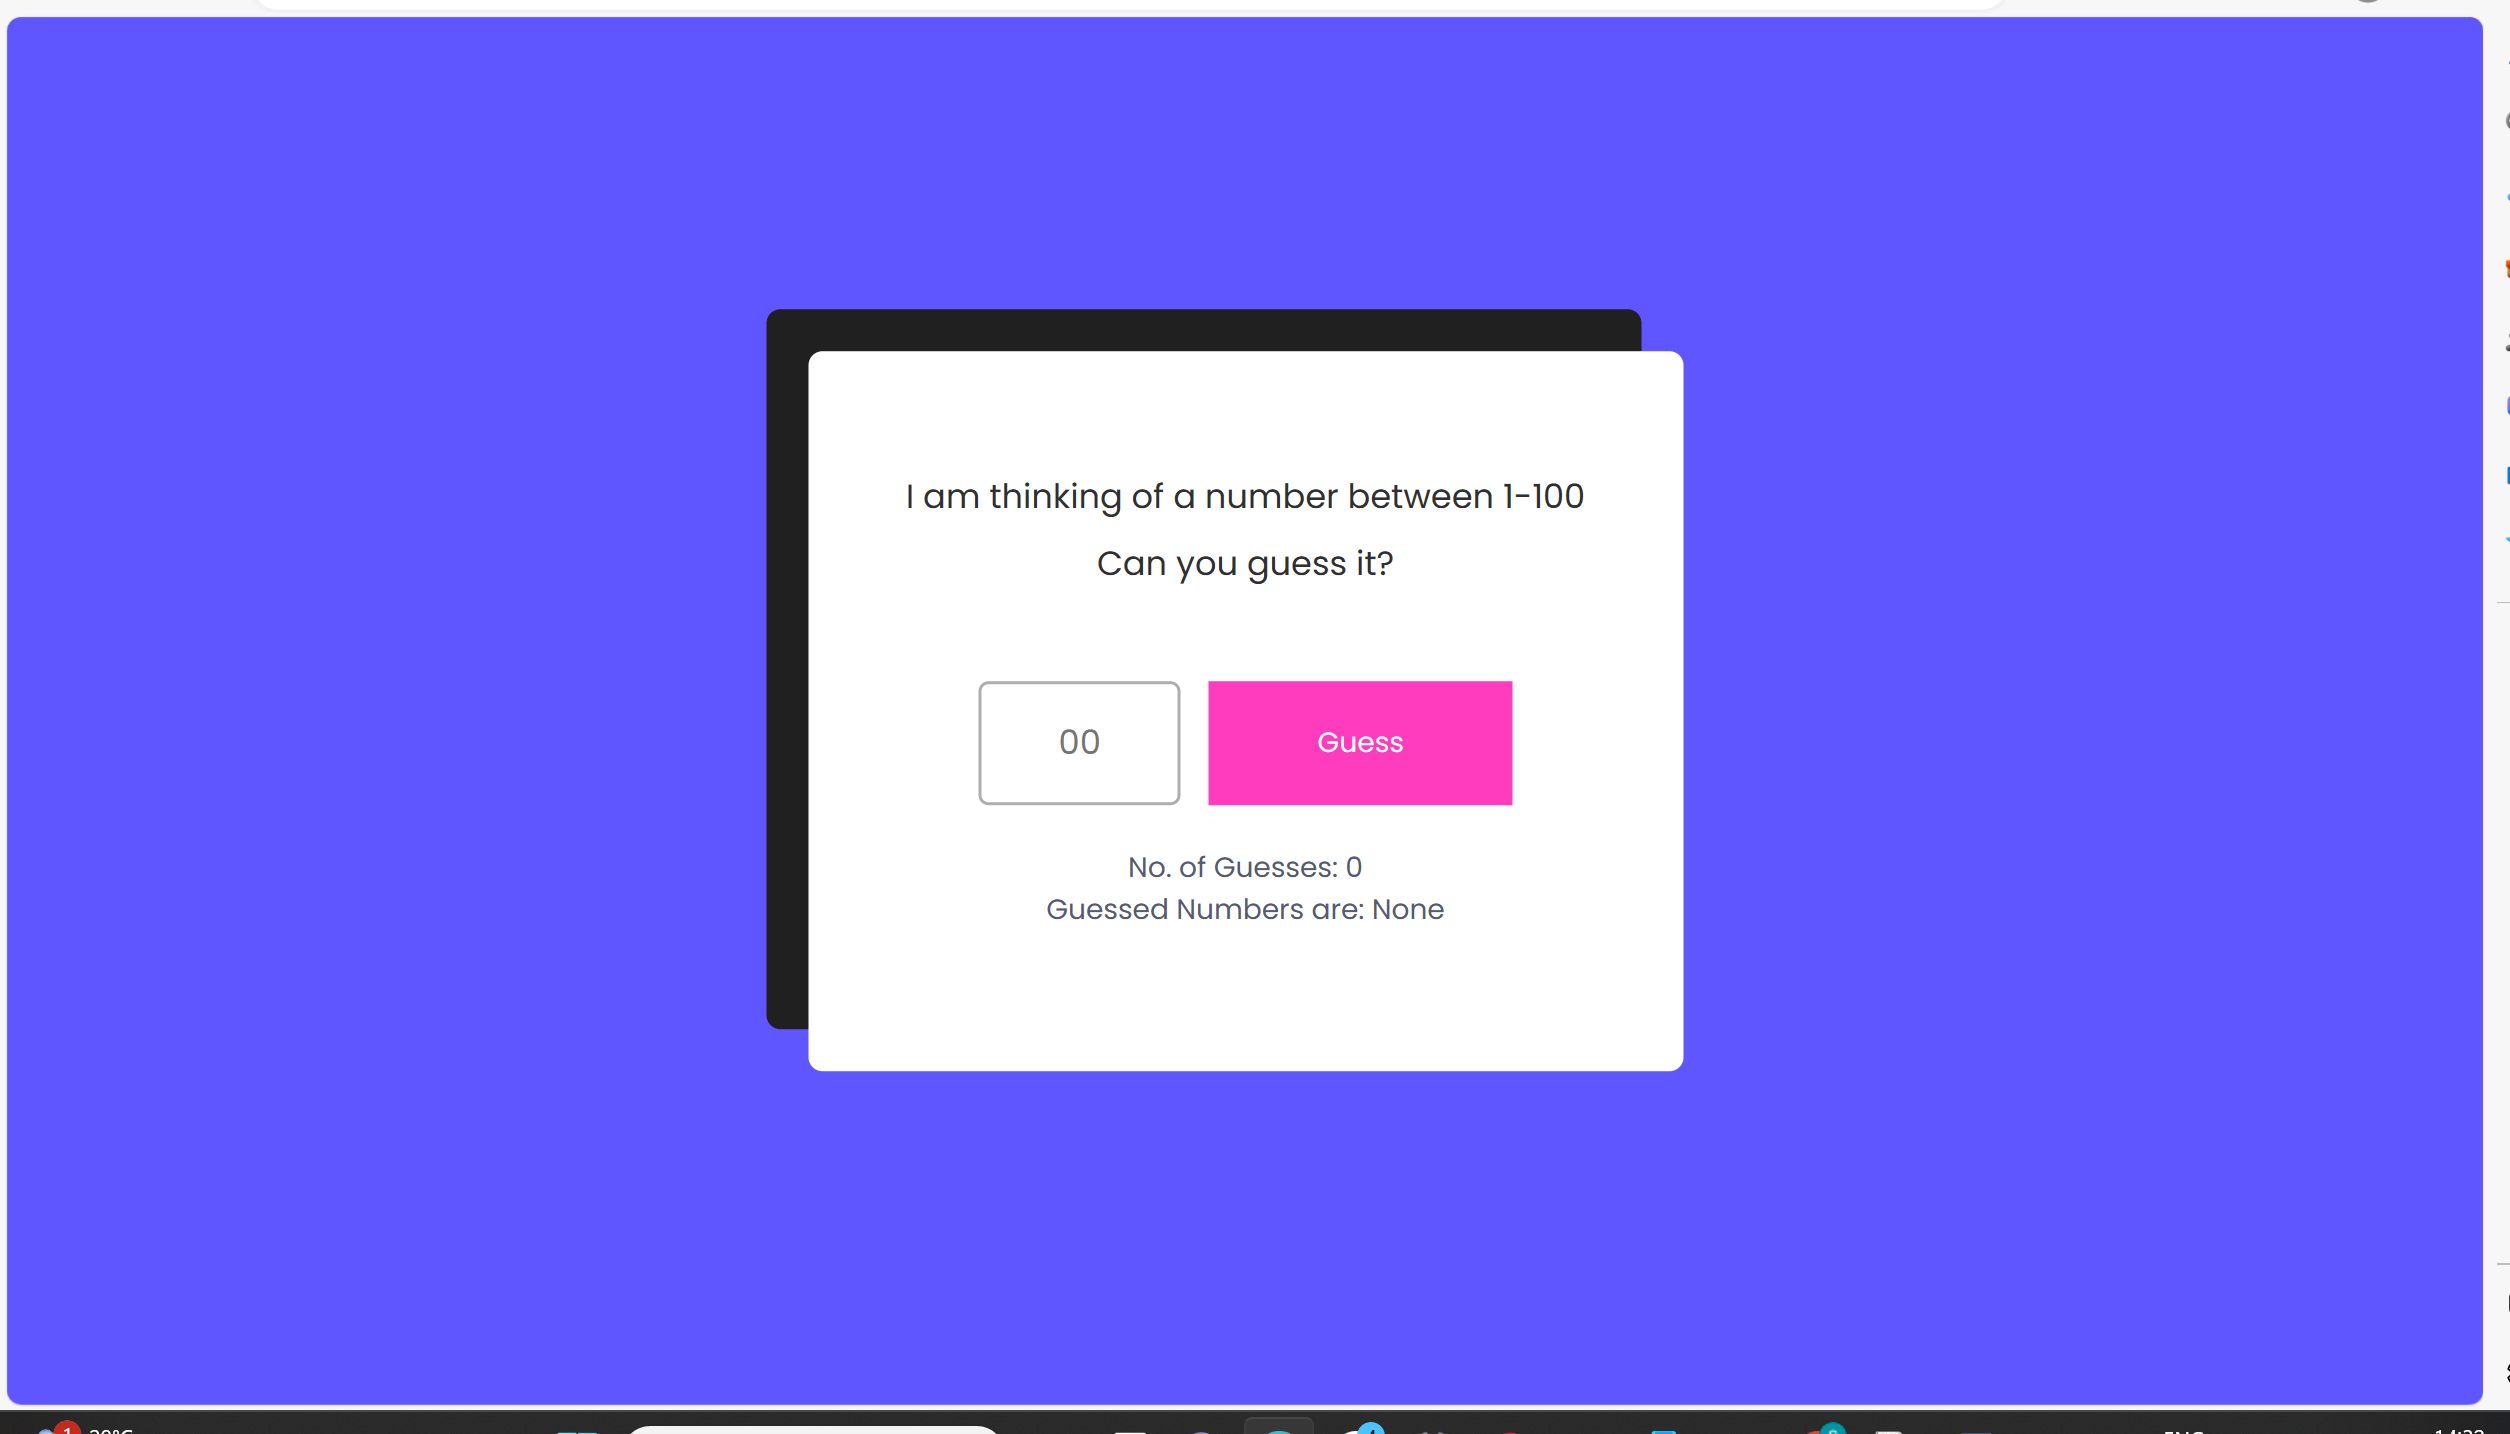 I am thinking of a number between 1-100
Can you guess it?
00
Guess
No. of Guesses: 0
Guessed Numbers are: None